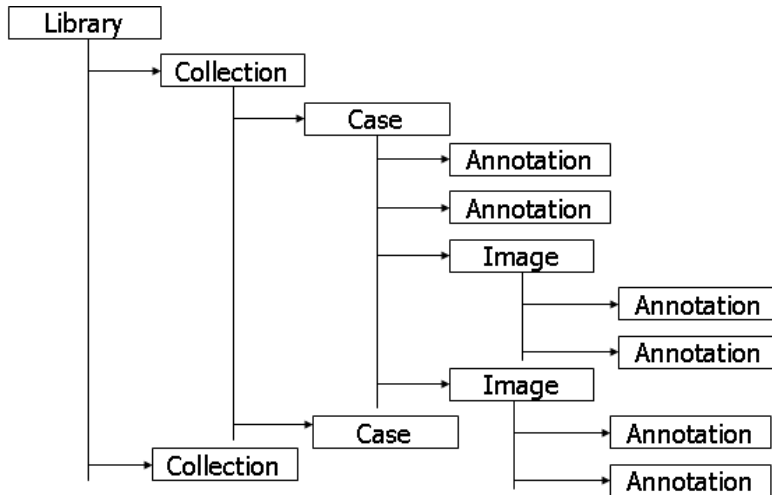 Library
Collection
Case
Annotation
Annotation
Image
Annotation
Annotation
Image
Case
Annotation
Collection
Annotation